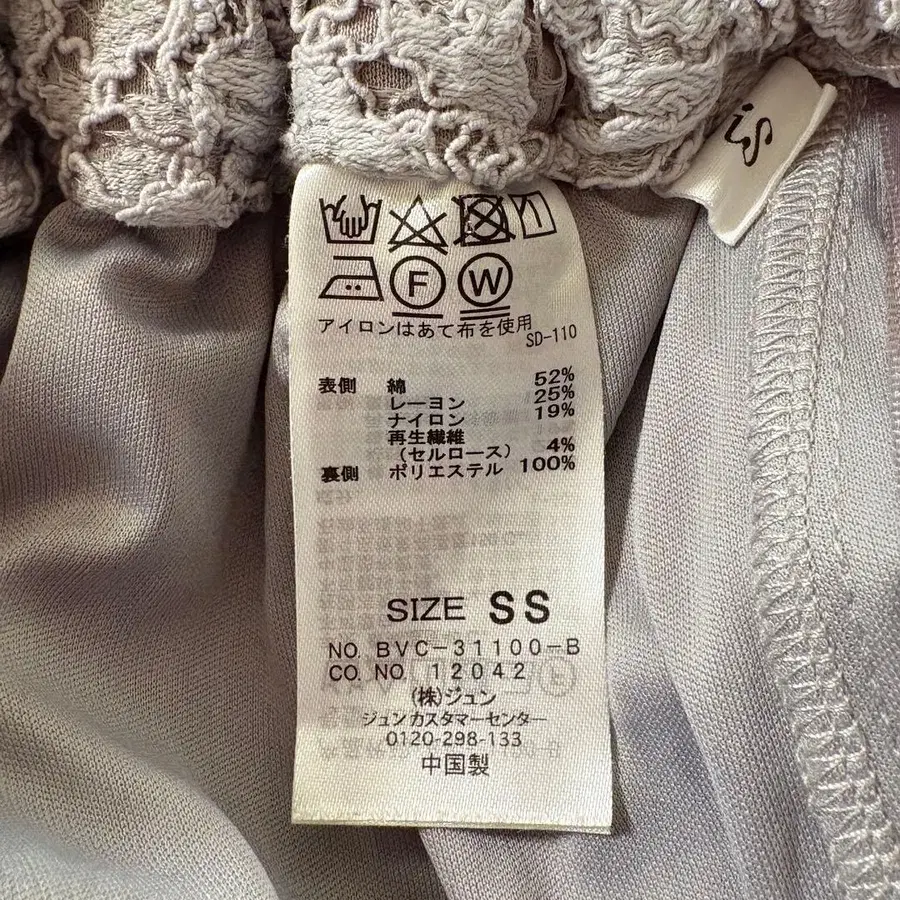 is
F W
アイロンはあて布を使用
SD-110
表側 綿 52%
レーヨン 25%
ナイロン 19%
再生繊維
(セルロース) 4%
裏側 ポリエステル 100%
SIZE SS
NO. BVC-31100-B
CO. NO. 12042
(株)ジュン
ジュンカスタマーセンター
0120-298-133
中国製